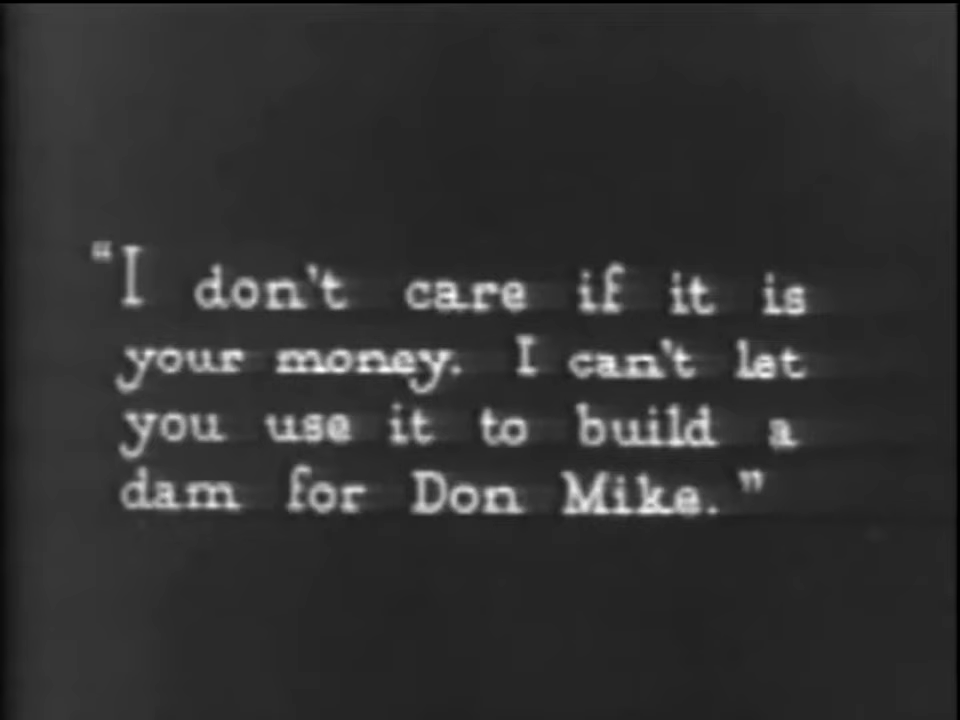 "I don't care if it is
your money. I can't let
you use it to build a
dam for Don Mike."